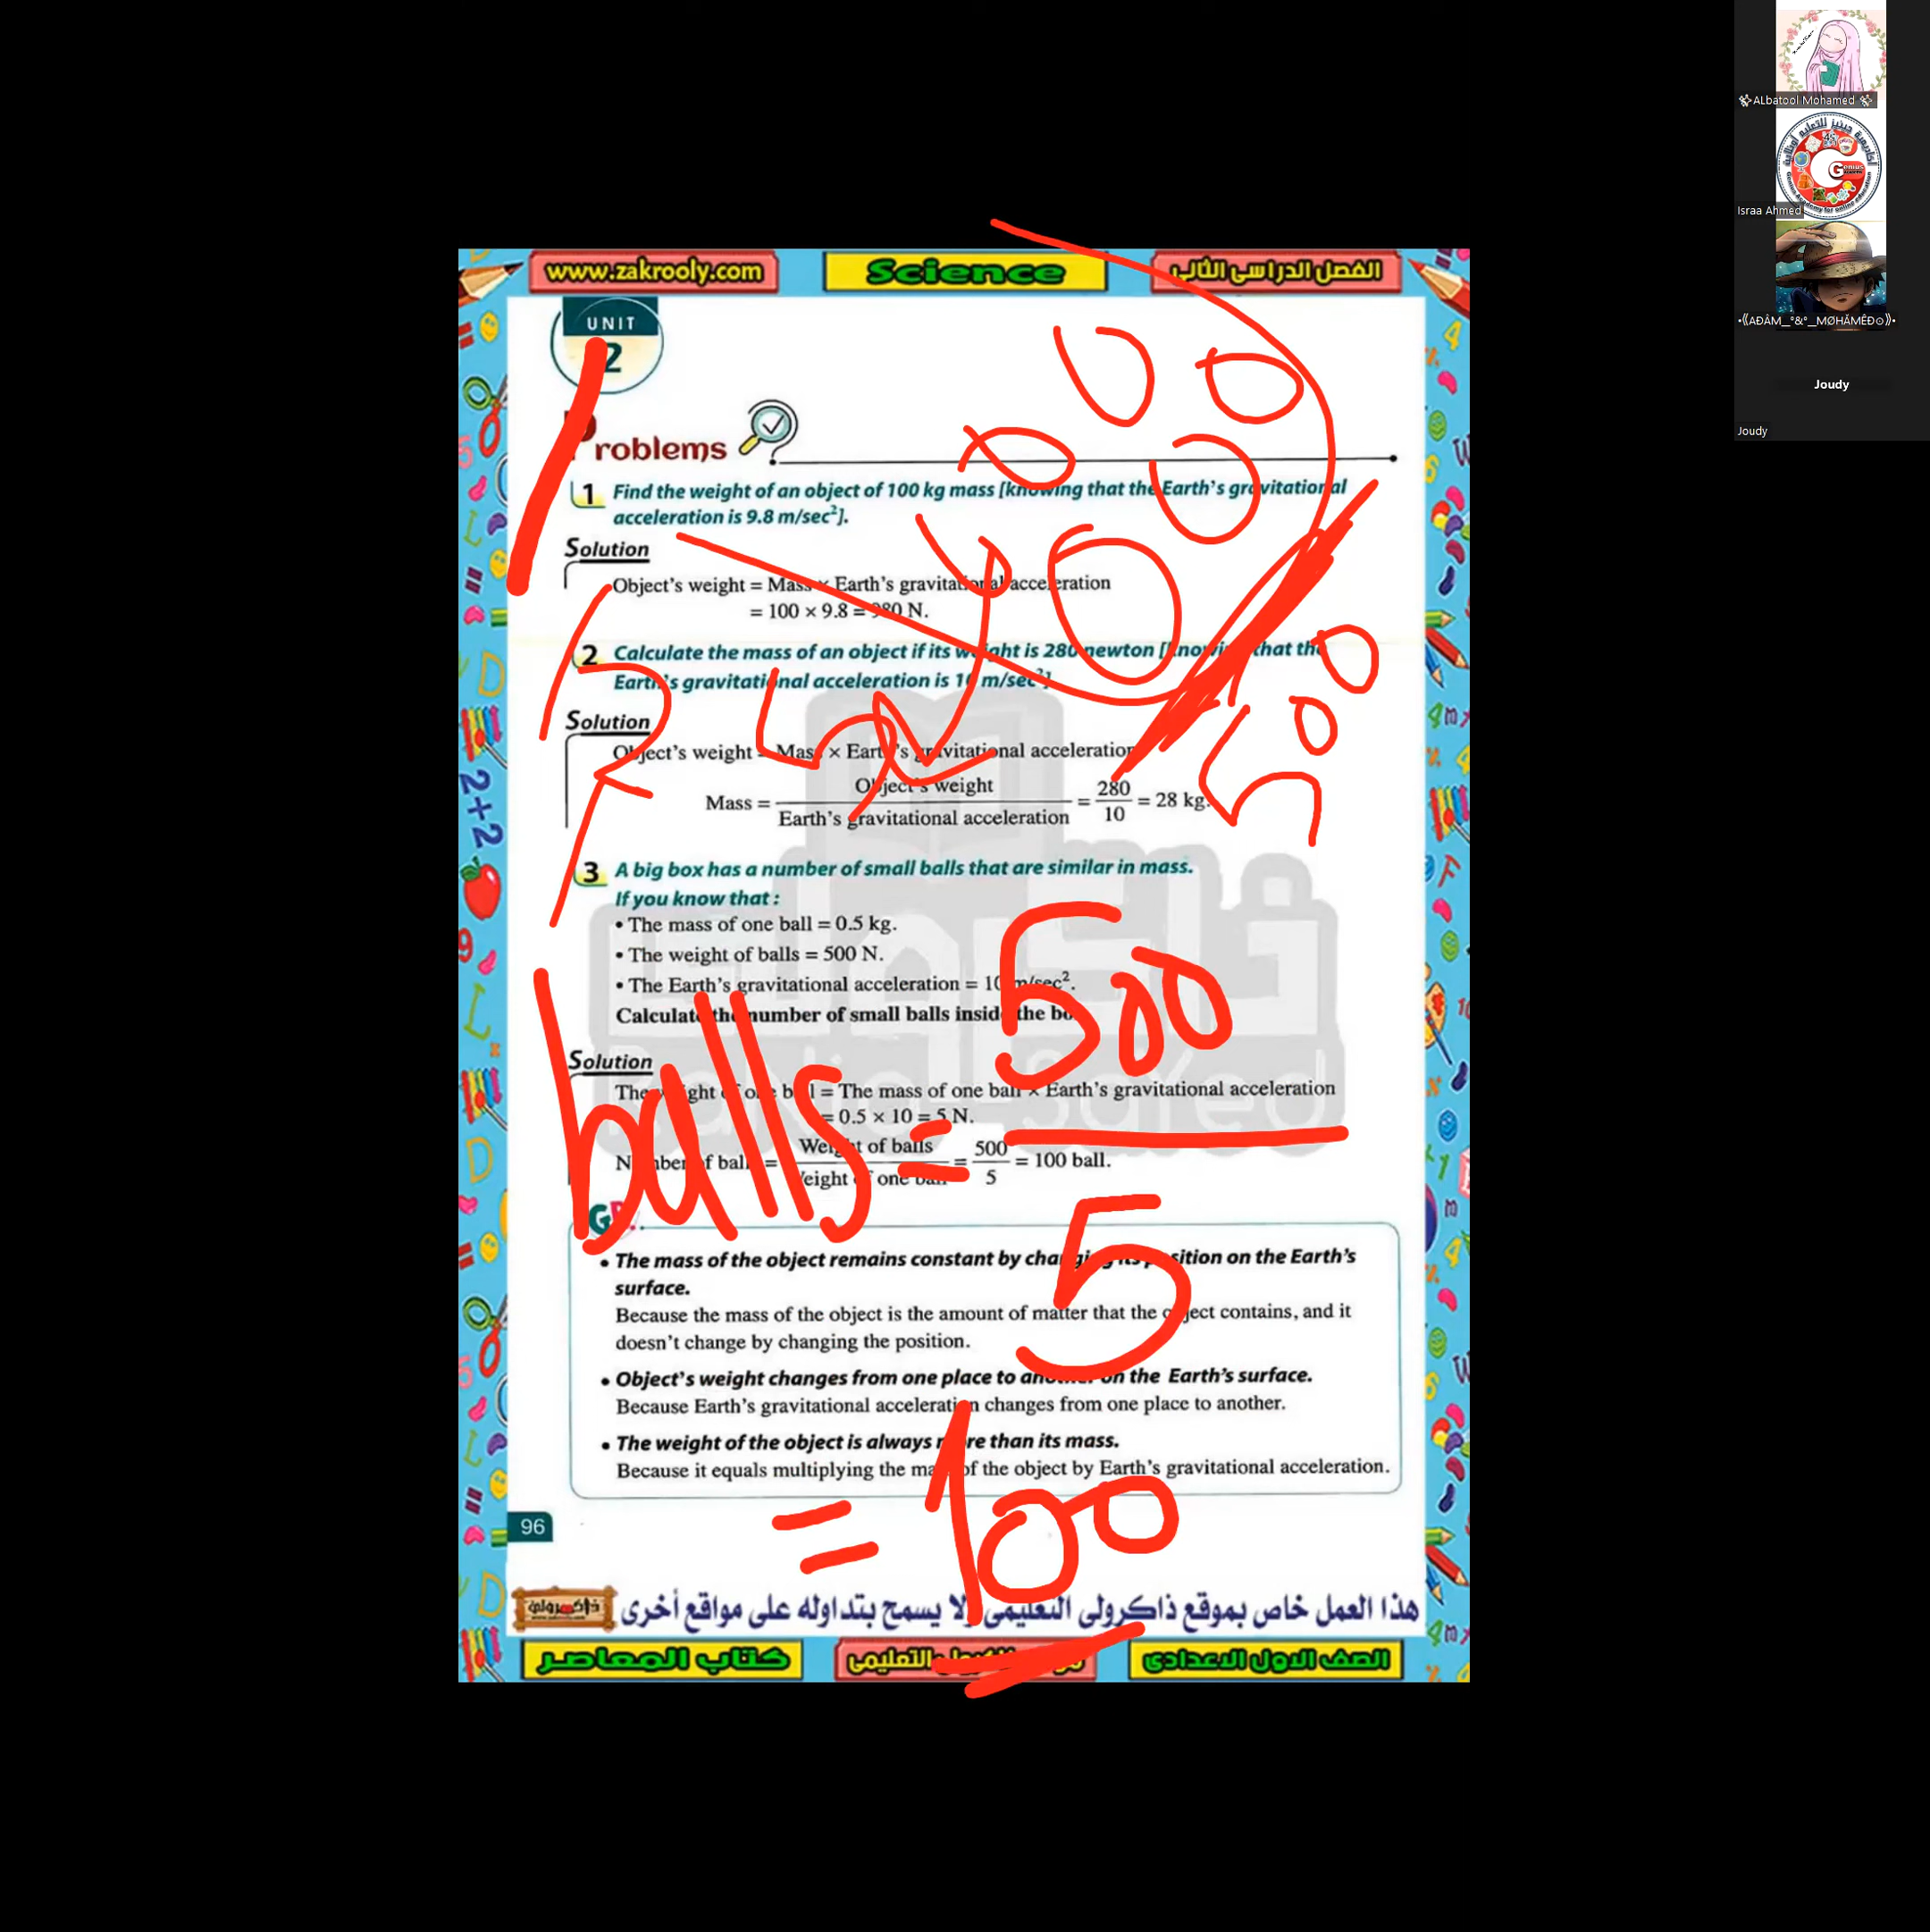 www.zakrooly.com
Science
الفصل الدراسى الثانى
UNIT
2
Problems
1 Find the weight of an object of 100 kg mass [knowing that the Earth's gravitational
acceleration is 9.8 m/sec²].
Solution
Object's weight = Mass × Earth's gravitational acceleration
= 100 × 9.8 = 980 N.
2 Calculate the mass of an object if its weight is 280 newton [knowing that the
Earth's gravitational acceleration is 10 m/sec²]
Solution
Object's weight = Mass × Earth's gravitational acceleration
Mass = Object's weight / Earth's gravitational acceleration = 280 / 10 = 28 kg.
500
3 A big box has a number of small balls that are similar in mass.
If you know that :
• The mass of one ball = 0.5 kg.
• The weight of balls = 500 N.
• The Earth's gravitational acceleration = 10 m/sec².
Calculate the number of small balls inside the box
Solution
The weight of one ball = The mass of one ball × Earth's gravitational acceleration
= 0.5 × 10 = 5 N.
Number of balls = Weight of balls / Weight of one ball = 500 / 5 = 100 ball.
balls = 500 / 5
= 100
GR.
• The mass of the object remains constant by changing its position on the Earth's
surface.
Because the mass of the object is the amount of matter that the object contains, and it
doesn't change by changing the position.
• Object's weight changes from one place to another on the Earth's surface.
Because Earth's gravitational acceleration changes from one place to another.
• The weight of the object is always more than its mass.
Because it equals multiplying the mass of the object by Earth's gravitational acceleration.
96
هذا العمل خاص بموقع ذاكرولى التعليمى ولا يسمح بتداوله على مواقع أخرى
ذاكرولى
كتاب المعاصر
التعليمى
الصف الاول الاعدادى
ALbatool Mohamed
Genius
Israa Ahmed
•⟪AĐÀM__°&°__MØHĂMÊĐ⊙⟫•
Joudy
Joudy